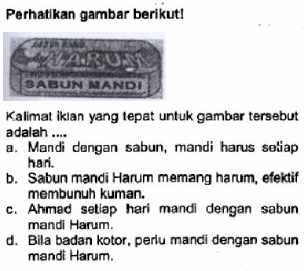 Perhatikan gambar berikut!
HARUM
SABUN MANDI
Kalimat iklan yang tepat untuk gambar tersebut
adalah ....
a. Mandi dengan sabun, mandi harus setiap
hari.
b. Sabun mandi Harum memang harum, efektif
membunuh kuman.
c. Ahmad setiap hari mandi dengan sabun
mandi Harum.
d. Bila badan kotor, perlu mandi dengan sabun
mandi Harum.